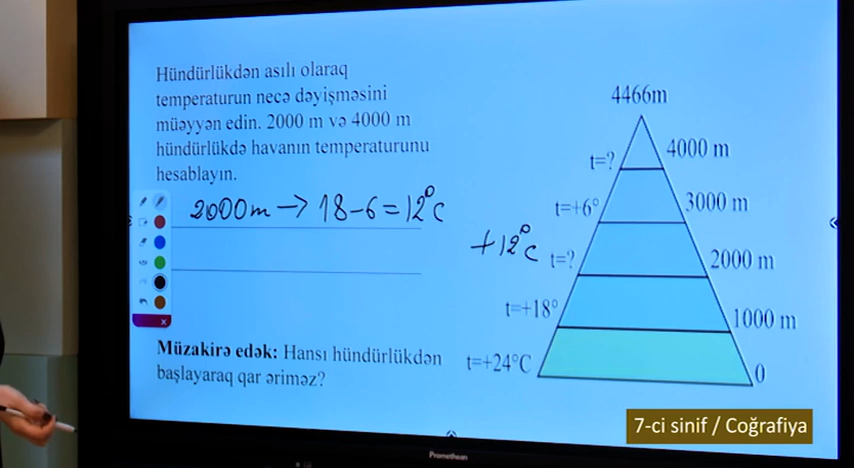 Hündürlükdən asılı olaraq
temperaturun necə dəyişməsini
müəyyən edin. 2000 m və 4000 m
hündürlükdə havanın temperaturunu
hesablayın.
2000m → 18-6=12°C
4466m
t=? 4000 m
t=+6° 3000 m
+12°C t=? 2000 m
t=+18° 1000 m
t=+24°C 0
Müzakirə edək: Hansı hündürlükdən
başlayaraq qar əriməz?
7-ci sinif / Coğrafiya
Promethean